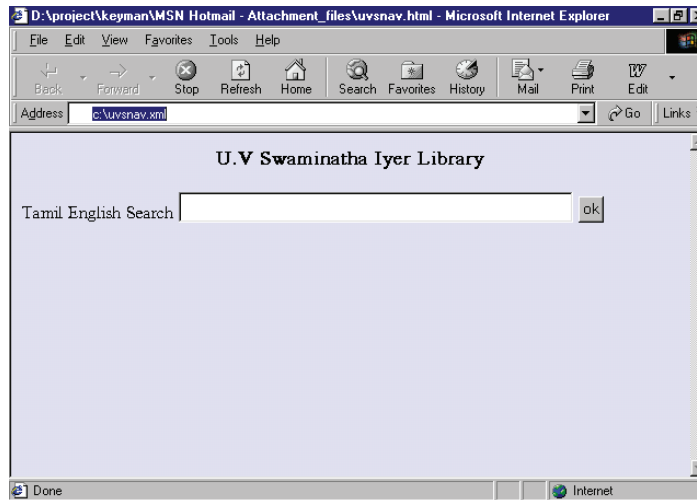 D:\project\keyman\MSN Hotmail - Attachment_files\uvsnav.html - Microsoft Internet Explorer
File Edit View Favorites Tools Help
Back Forward Stop Refresh Home Search Favorites History Mail Print Edit
Address c:\uvsnav.xml Go Links
U.V Swaminatha Iyer Library
Tamil English Search ok
Done Internet